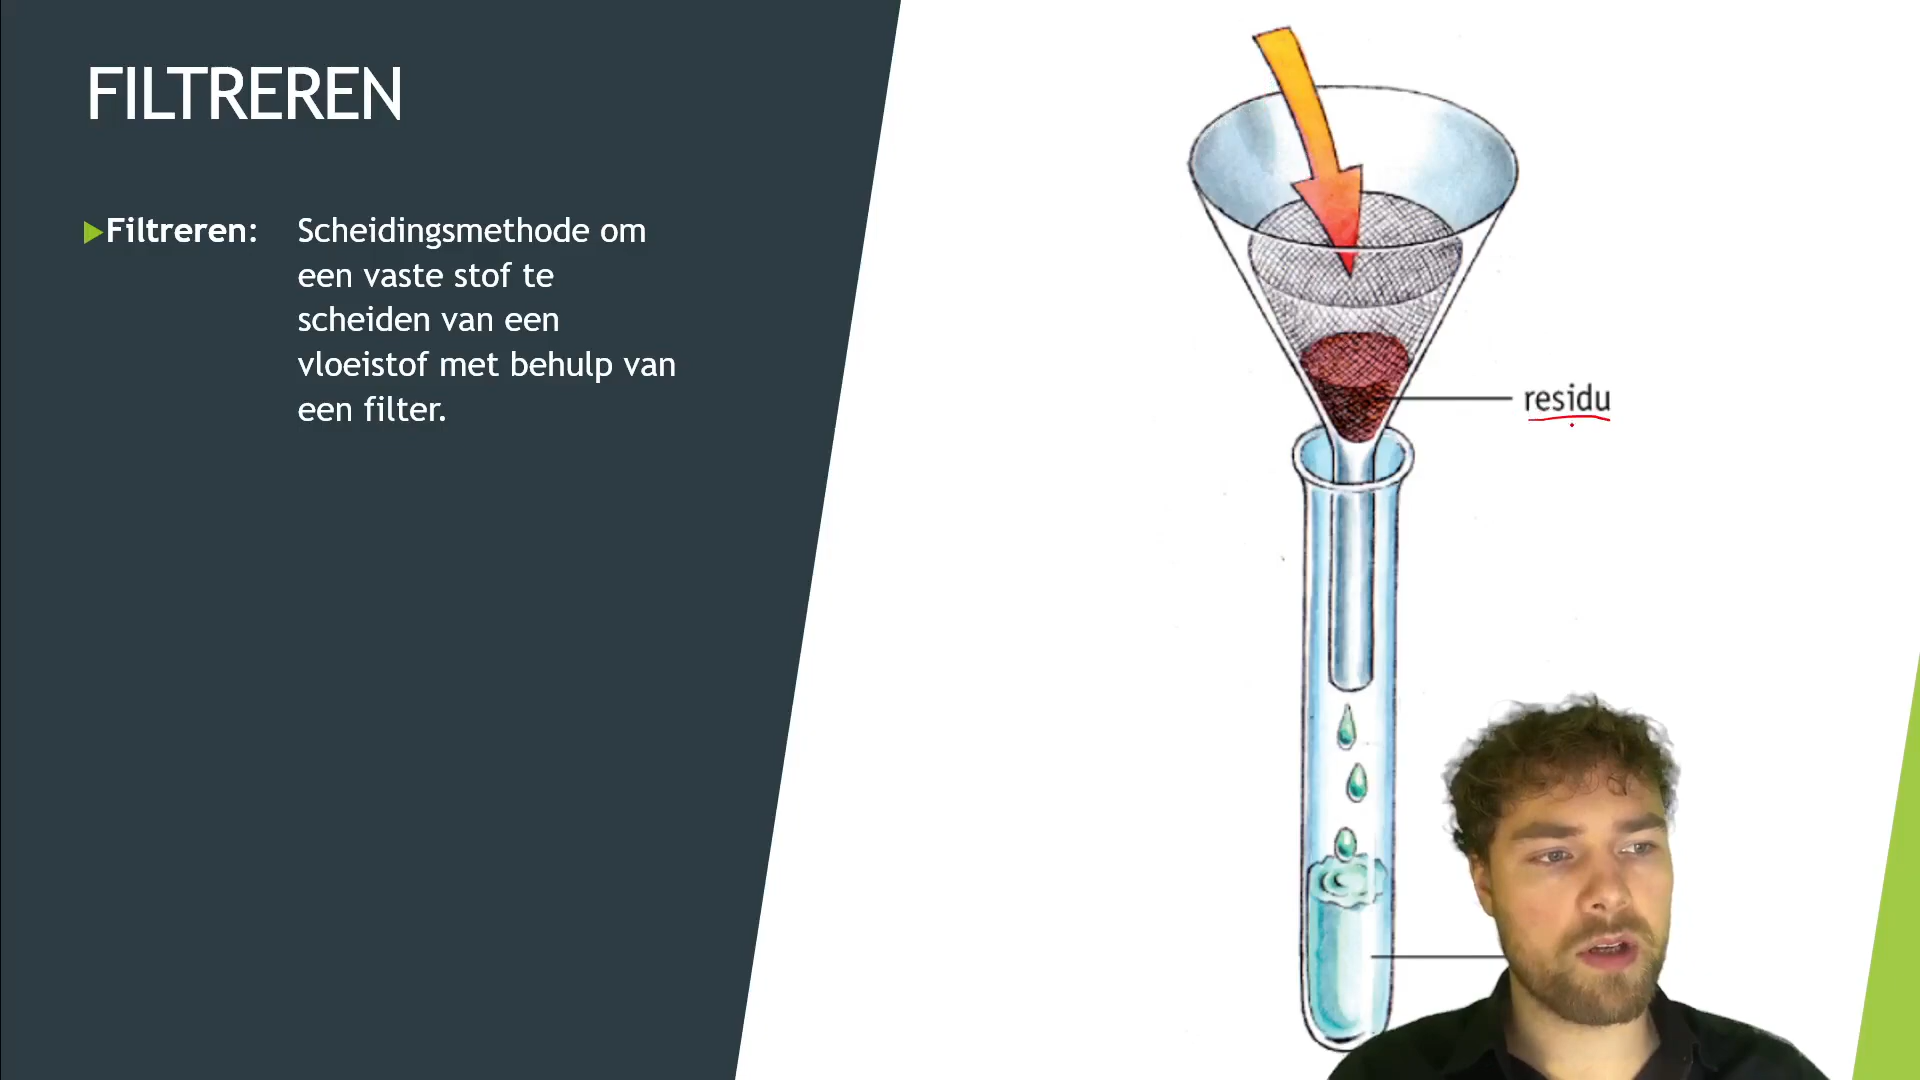 FILTREREN
Filtreren: Scheidingsmethode om
een vaste stof te
scheiden van een
vloeistof met behulp van
een filter.
residu